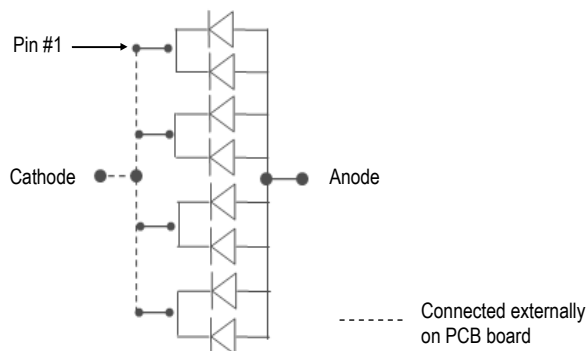 Pin #1
Cathode
Anode
Connected externally
on PCB board